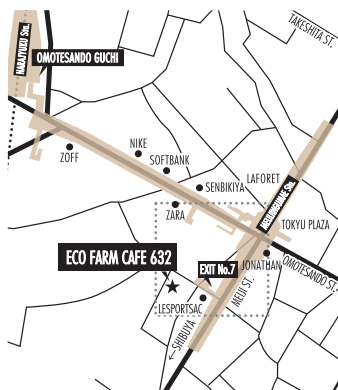 TAKESHITA ST.
HARAJYUKU Sta.
OMOTESANDO GUCHI
NIKE
ZOFF
SOFTBANK
SENBIKIYA
LAFORET
MEIJIJINGUMAE Sta.
ZARA
TOKYU PLAZA
ECO FARM CAFE 632
EXIT No.7
JONATHAN
OMOTESANDO ST.
MEIJI ST.
LESPORTSAC
←SHIBUYA